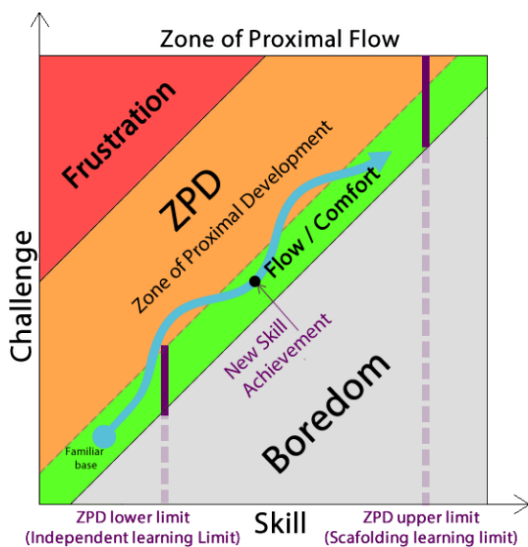 Zone of Proximal Flow
Frustration
ZPD
Zone of Proximal Development
Flow / Comfort
Challenge
New Skill
Achievement
Familiar
base
Boredom
ZPD lower limit
(Independent learning Limit)
Skill
ZPD upper limit
(Scafolding learning limit)